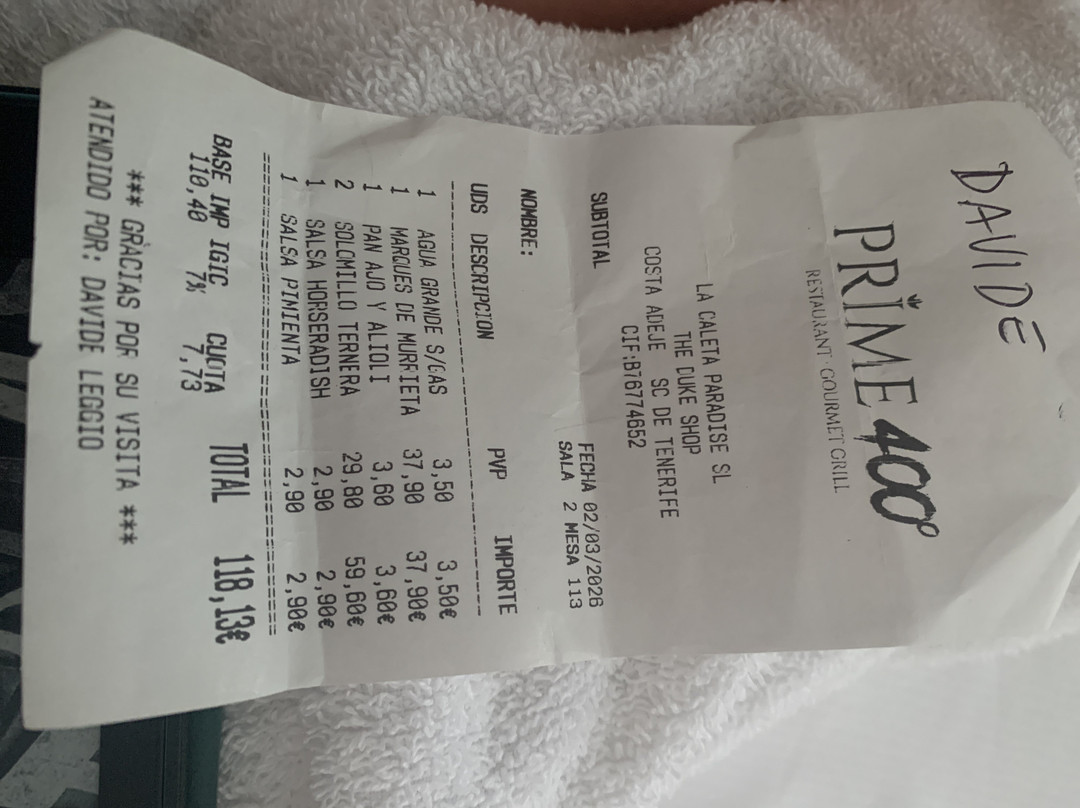 DAVIDE
PRIME 400º
RESTAURANT GOURMET GRILL
LA CALETA PARADISE SL
THE DUKE SHOP
COSTA ADEJE SC DE TENERIFE
CIF:B76774652
SUBTOTAL FECHA 02/03/2026
SALA 2 MESA 113
NOMBRE:
UDS DESCRIPCION PVP IMPORTE
1 AGUA GRANDE S/GAS 3,50 3,50€
1 MARQUES DE MURRIETA 37,90 37,90€
1 PAN AJO Y ALIOLI 3,60 3,60€
2 SOLOMILLO TERNERA 29,80 59,60€
1 SALSA HORSERADISH 2,90 2,90€
1 SALSA PIMIENTA 2,90 2,90€
BASE IMP IGIC CUOTA TOTAL 118,13€
110,40 7% 7,73
*** GRACIAS POR SU VISITA ***
ATENDIDO POR: DAVIDE LEGGIO